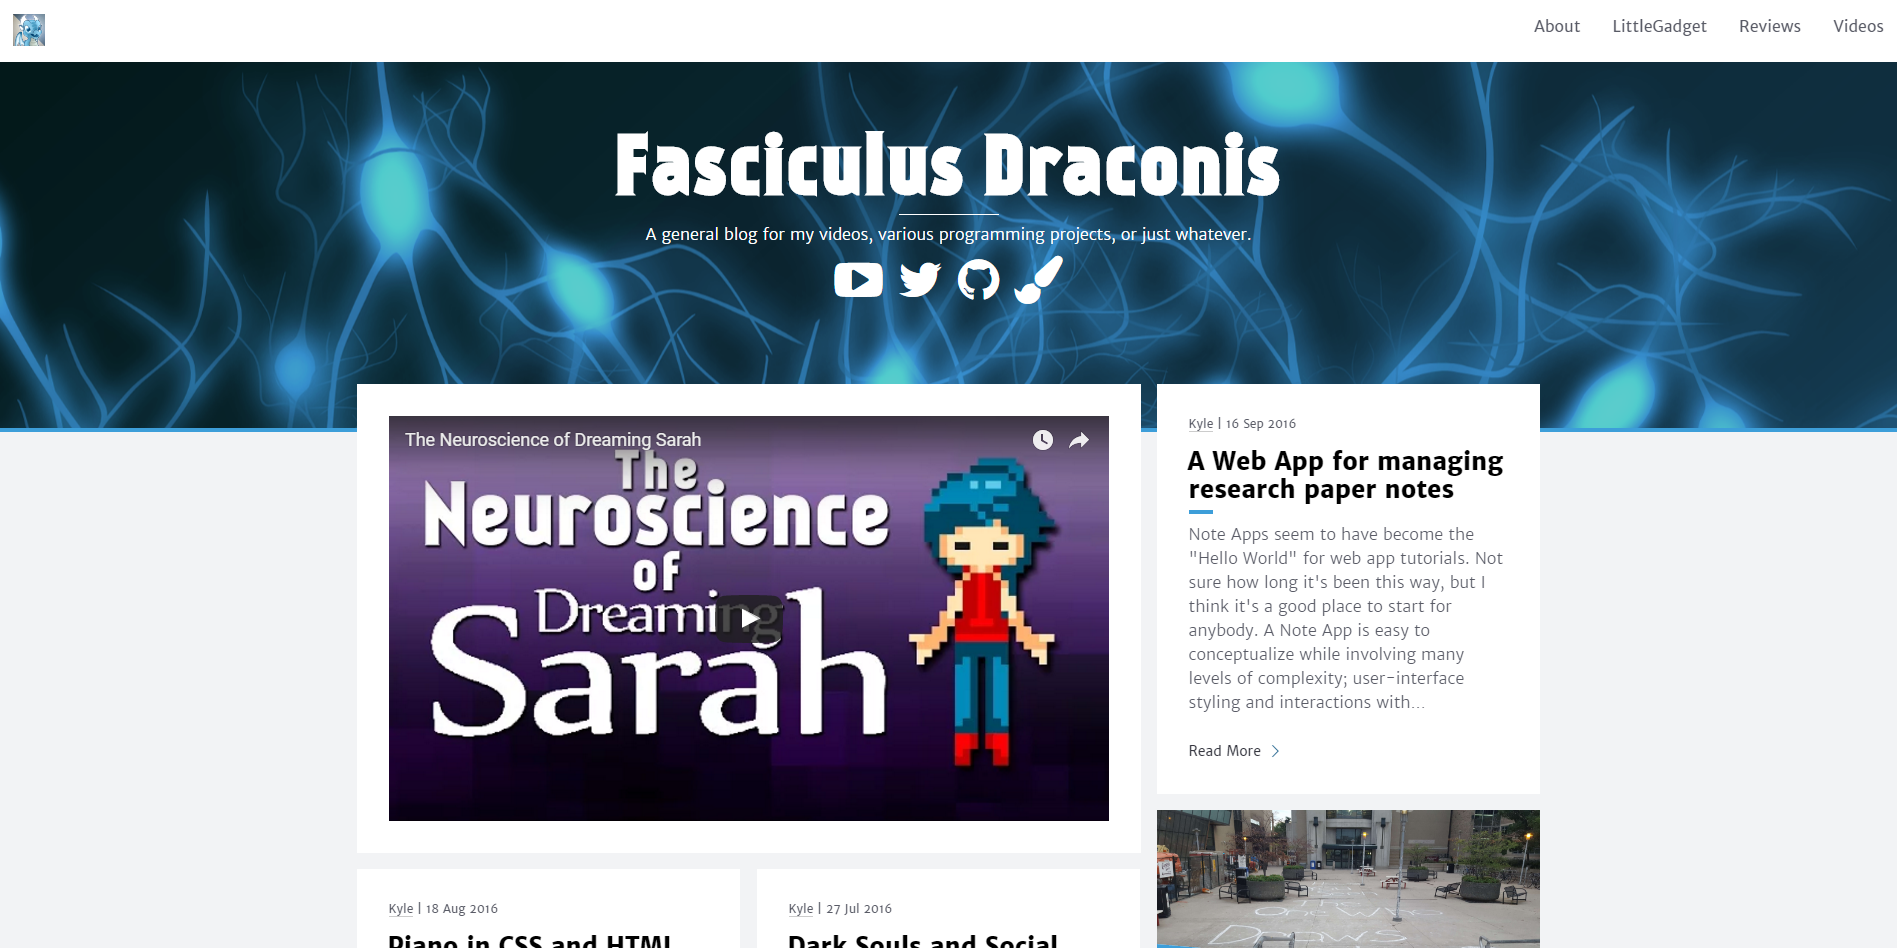 About LittleGadget Reviews Videos
Fasciculus Draconis
A general blog for my videos, various programming projects, or just whatever.
The Neuroscience of Dreaming Sarah
The
Neuroscience
of
Dreaming
Sarah
Kyle | 16 Sep 2016
A Web App for managing
research paper notes
Note Apps seem to have become the
"Hello World" for web app tutorials. Not
sure how long it's been this way, but I
think it's a good place to start for
anybody. A Note App is easy to
conceptualize while involving many
levels of complexity; user-interface
styling and interactions with...
Read More
Kyle | 18 Aug 2016
Piano in CSS and HTML
Kyle | 27 Jul 2016
Dark Souls and Social
The
One Who
Draws